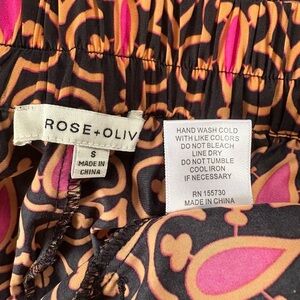 ROSE+OLIV
S
MADE IN
CHINA
HAND WASH COLD
WITH LIKE COLORS
DO NOT BLEACH
LINE DRY
DO NOT TUMBLE
COOL IRON
IF NECESSARY
RN 155730
MADE IN CHINA